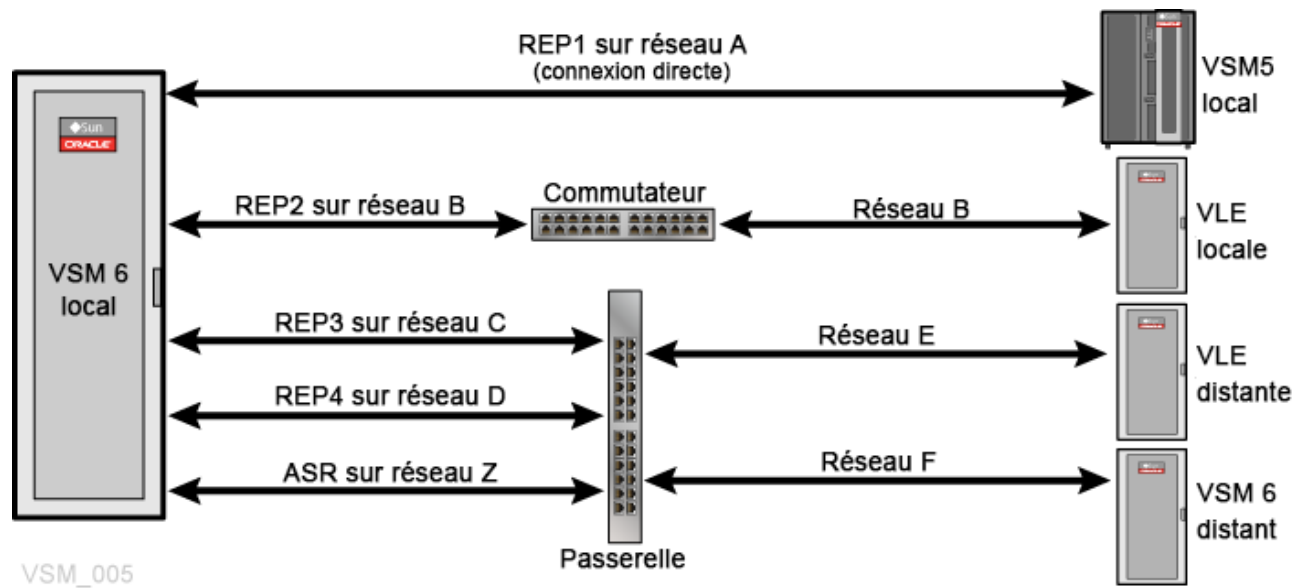 REP1 sur réseau A
(connexion directe)
VSM5
local
Sun
ORACLE
REP2 sur réseau B
Commutateur
Réseau B
VLE
locale
VSM 6
local
REP3 sur réseau C
Réseau E
VLE
distante
REP4 sur réseau D
ASR sur réseau Z
Réseau F
VSM 6
distant
Passerelle
VSM_005